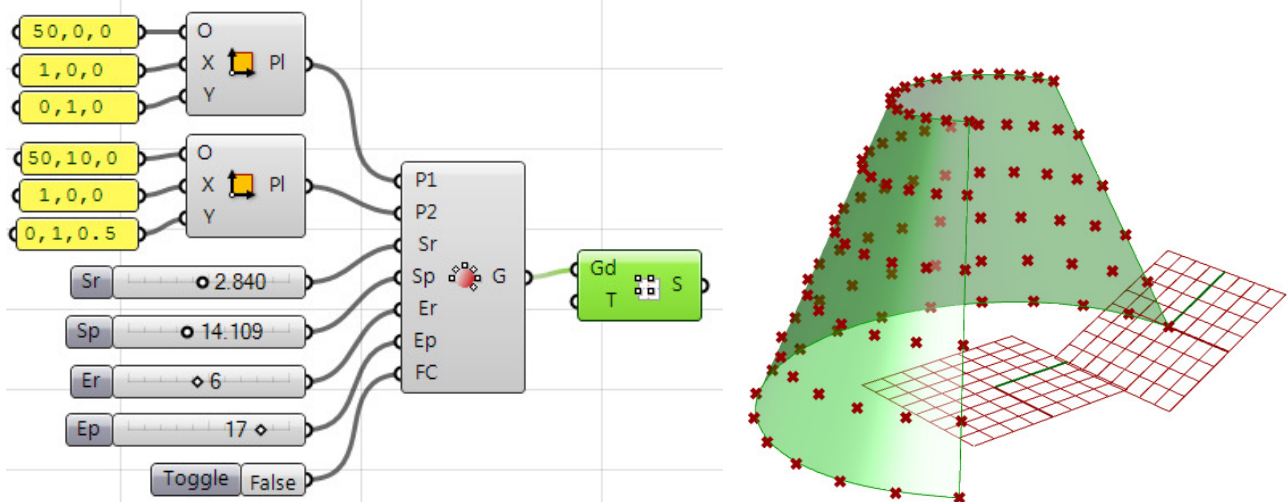 50,0,0
1,0,0
0,1,0
O
X
Y
Pl
50,10,0
1,0,0
0,1,0.5
O
X
Y
Pl
Sr 2.840
Sp 14.109
Er 6
Ep 17
Toggle False
P1
P2
Sr
Sp
Er
Ep
FC
G
Gd
T
S